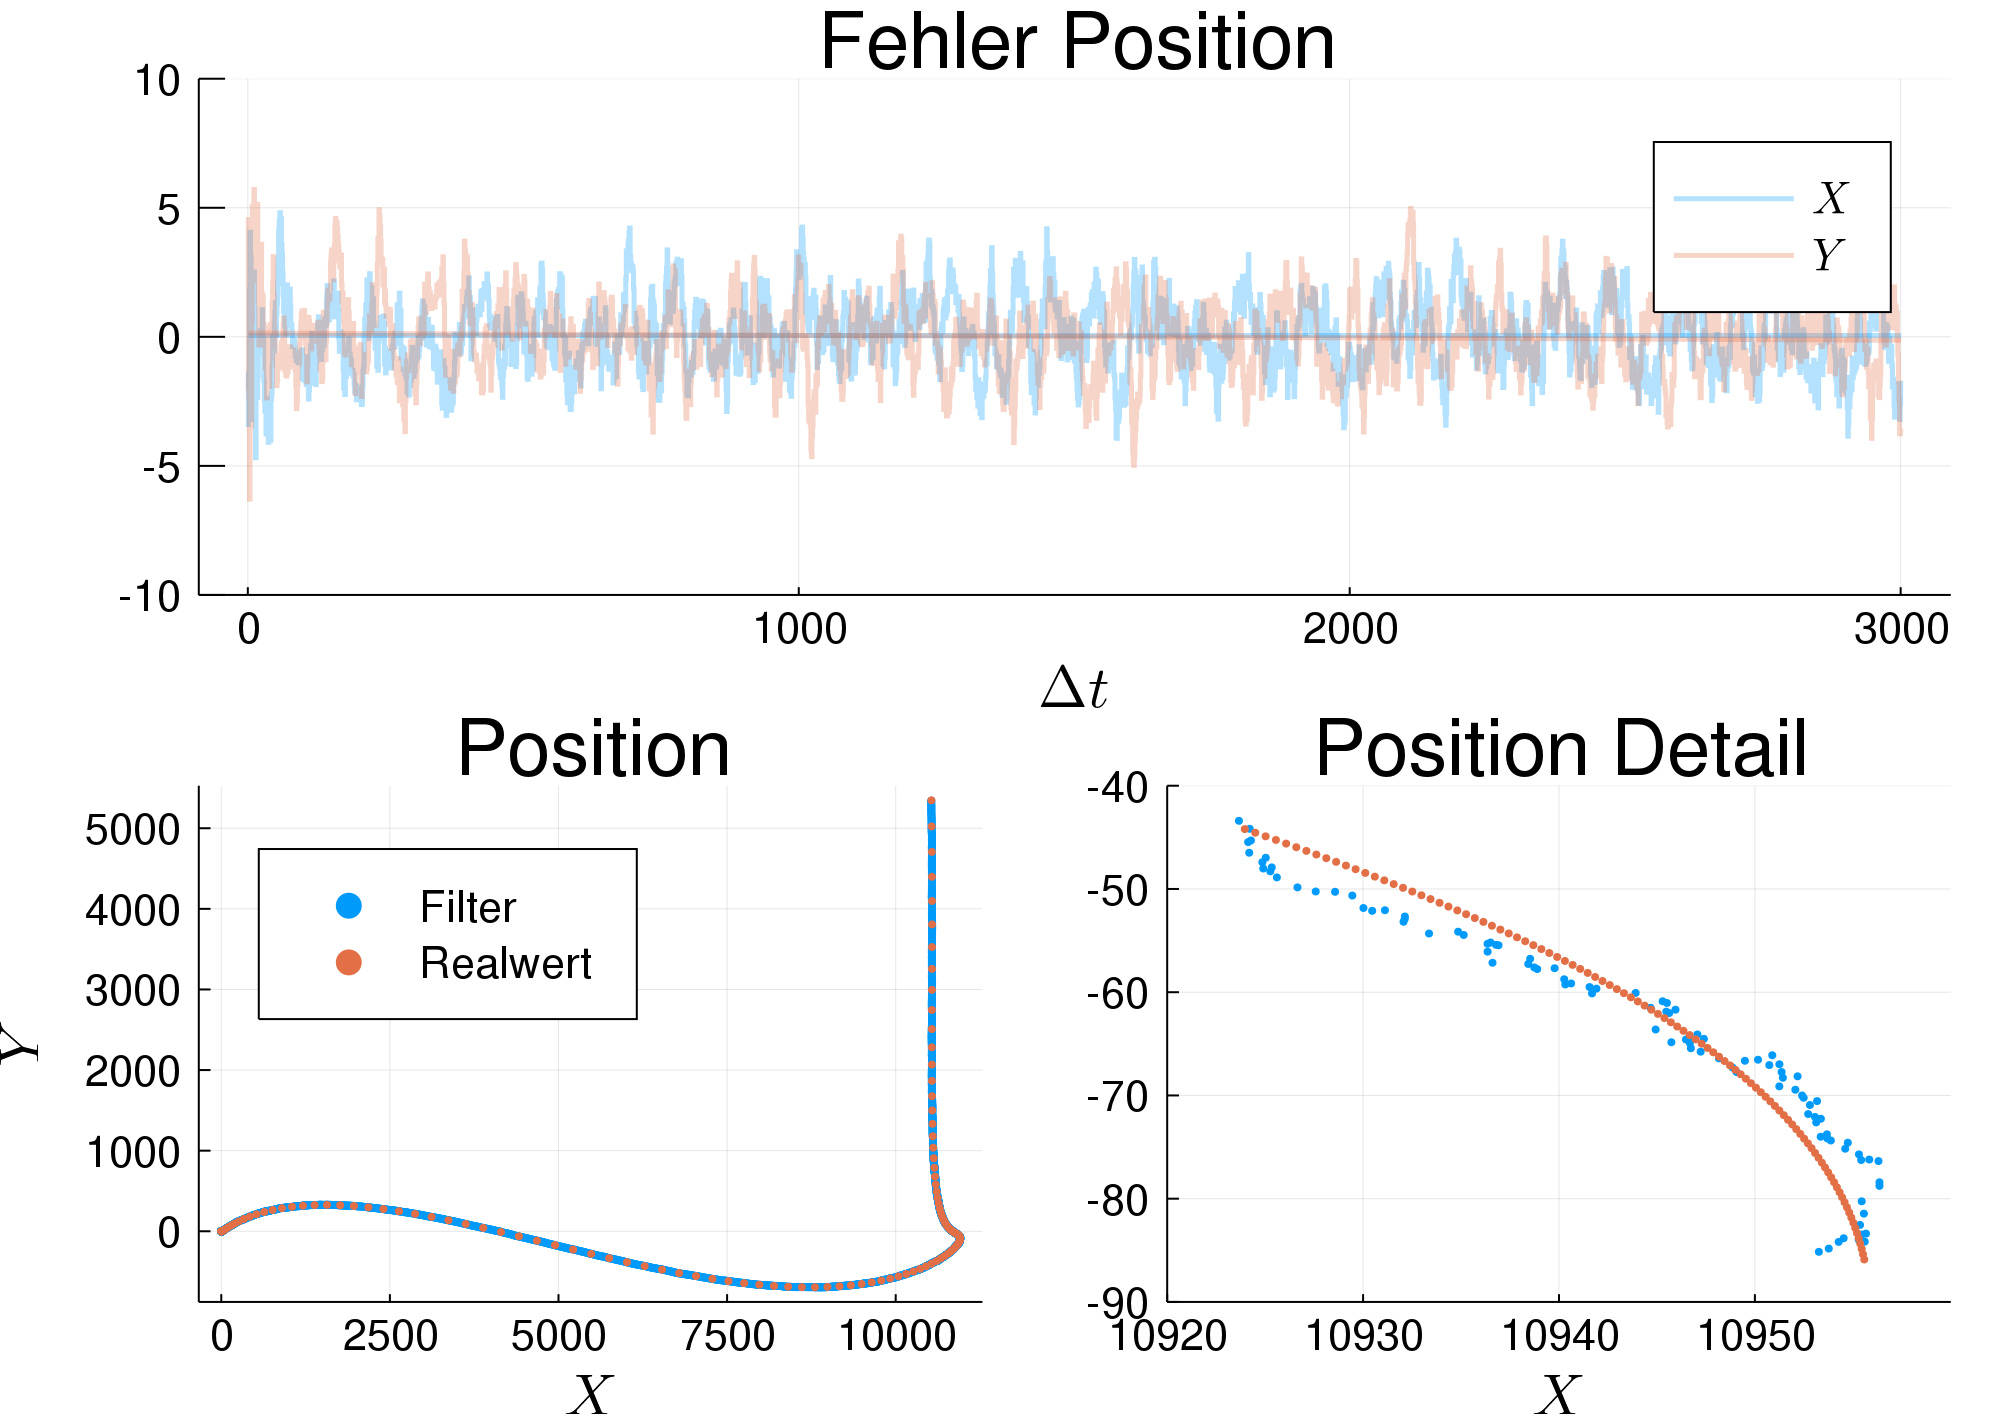 Fehler Position
10
5
0
-5
-10
X
Y
0 1000 2000 3000
Δt
Position
Y
5000
4000
3000
2000
1000
0
Filter
Realwert
0 2500 5000 7500 10000
X
Position Detail
-40
-50
-60
-70
-80
-90
10920 10930 10940 10950
X